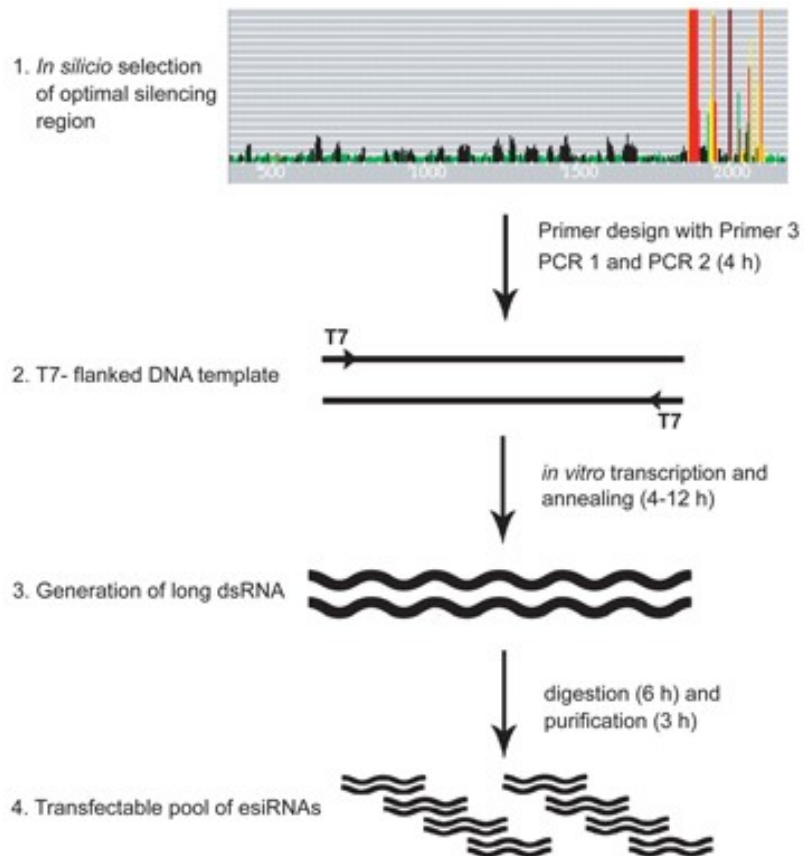 1. In silicio selection
of optimal silencing
region
500 1000 1500 2000
Primer design with Primer 3
PCR 1 and PCR 2 (4 h)
T7
2. T7- flanked DNA template
T7
in vitro transcription and
annealing (4-12 h)
3. Generation of long dsRNA
digestion (6 h) and
purification (3 h)
4. Transfectable pool of esiRNAs